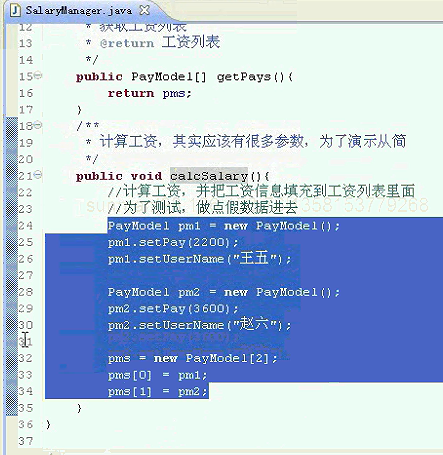 SalaryManager.java
12 * 获取工资列表
13 * @return 工资列表
14 */
15 public PayModel[] getPays(){
16 return pms;
17 }
18 /**
19 * 计算工资，其实应该有很多参数，为了演示从简
20 */
21 public void calcSalary(){
22 //计算工资，并把工资信息填充到工资列表里面
23 //为了测试，做点假数据进去
24 PayModel pm1 = new PayModel();
25 pm1.setPay(2200);
26 pm1.setUserName("王五");
27
28 PayModel pm2 = new PayModel();
29 pm2.setPay(3600);
30 pm2.setUserName("赵六");
31
32 pms = new PayModel[2];
33 pms[0] = pm1;
34 pms[1] = pm2;
35 }
36 }
37